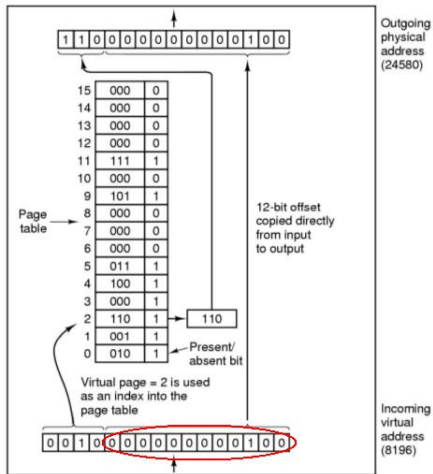 Outgoing
physical
address
(24580)
1 1 0 0 0 0 0 0 0 0 0 0 1 0 0
15 000 0
14 000 0
13 000 0
12 000 0
11 111 1
10 000 0
9 101 1
8 000 0
7 000 0
6 000 0
5 011 1
4 100 1
3 000 1
2 110 1
1 001 1
0 010 1
Page
table
110
12-bit offset
copied directly
from input
to output
Present/
absent bit
Virtual page = 2 is used
as an index into the
page table
0 0 1 0 0 0 0 0 0 0 0 0 0 1 0 0
Incoming
virtual
address
(8196)